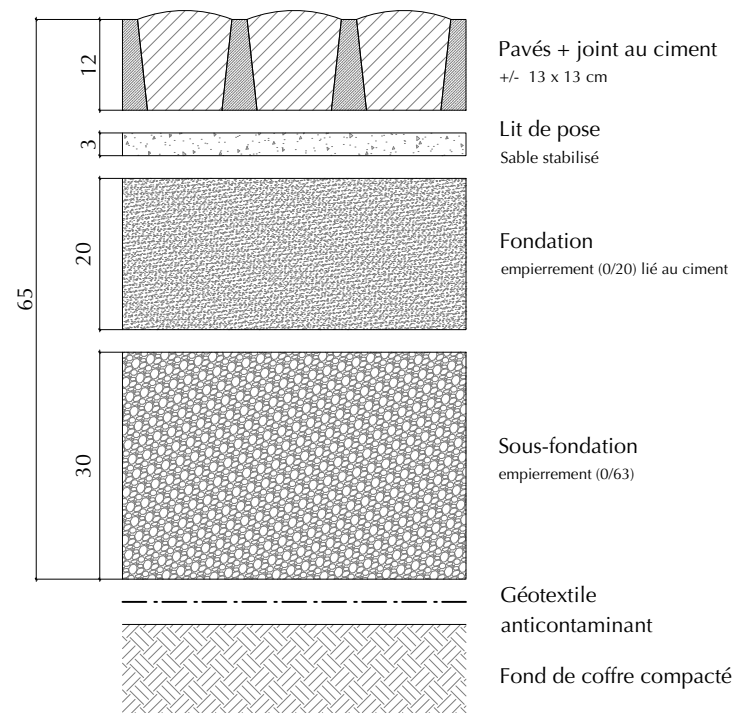 12
Pavés + joint au ciment
+/- 13 x 13 cm
3
Lit de pose
Sable stabilisé
20
Fondation
empierrement (0/20) lié au ciment
65
30
Sous-fondation
empierrement (0/63)
Géotextile
anticontaminant
Fond de coffre compacté